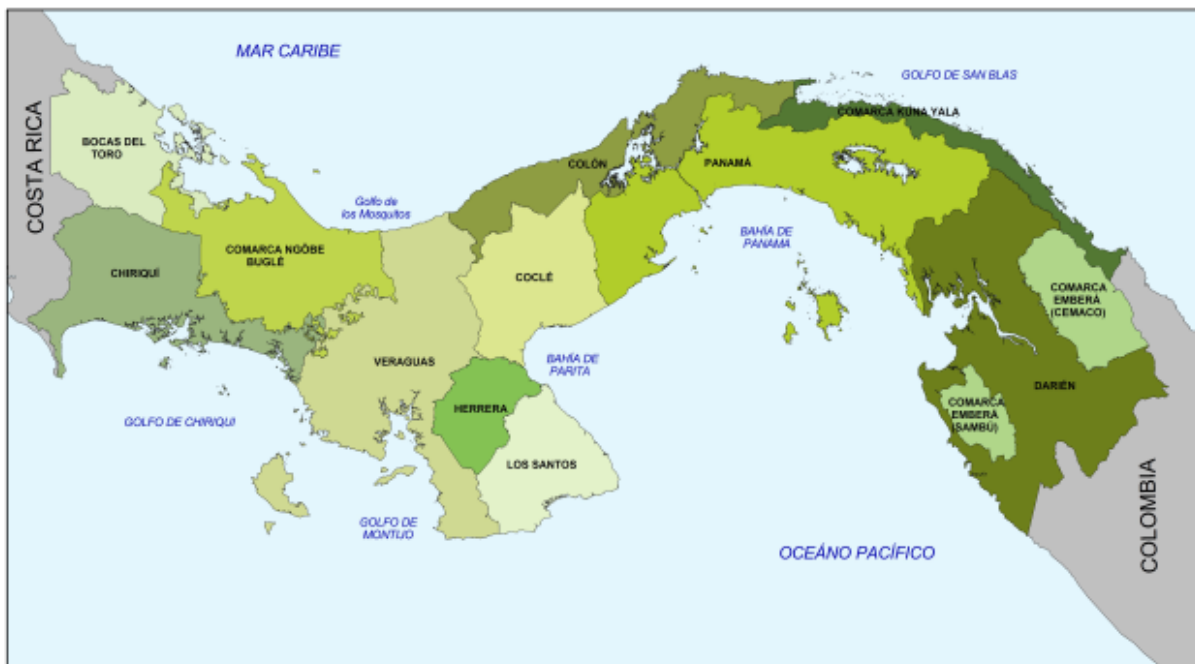 MAR CARIBE
GOLFO DE SAN BLAS
COSTA RICA
COMARCA KUNA YALA
BOCAS DEL
TORO
COLÓN
PANAMÁ
Golfo de
los Mosquitos
BAHÍA DE
PANAMA
COMARCA NGÖBE
BUGLÉ
CHIRIQUÍ
COCLÉ
COMARCA
EMBERÁ
(CEMACO)
VERAGUAS
BAHÍA DE
PARITA
DARIÉN
HERRERA
COMARCA
EMBERÁ
(SAMBÚ)
GOLFO DE CHIRIQUI
LOS SANTOS
GOLFO DE
MONTIJO
OCEÁNO PACÍFICO
COLOMBIA